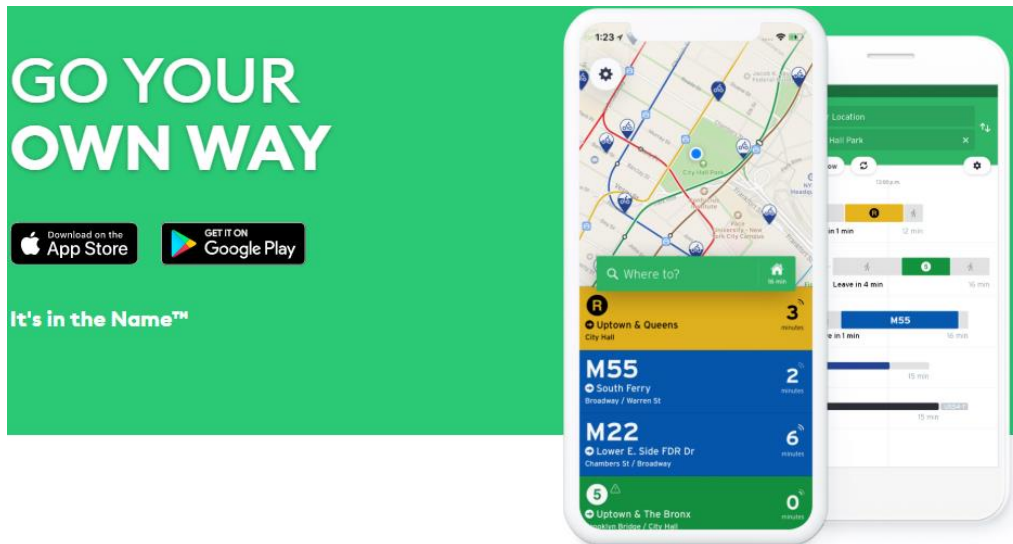 GO YOUR
OWN WAY
Download on the
App Store
GET IT ON
Google Play
It's in the Name™
1:23
City Hall Park
Where to?
16 min
R
Uptown & Queens
City Hall
3
minutes
M55
South Ferry
Broadway / Warren St
2
minutes
M22
Lower E. Side FDR Dr
Chambers St / Broadway
6
minutes
5
Uptown & The Bronx
Brooklyn Bridge / City Hall
0
minutes
Location
Hall Park
R
in 1 min
12 min
5
Leave in 4 min
16 min
M55
e in 1 min
16 min
15 min
15 min